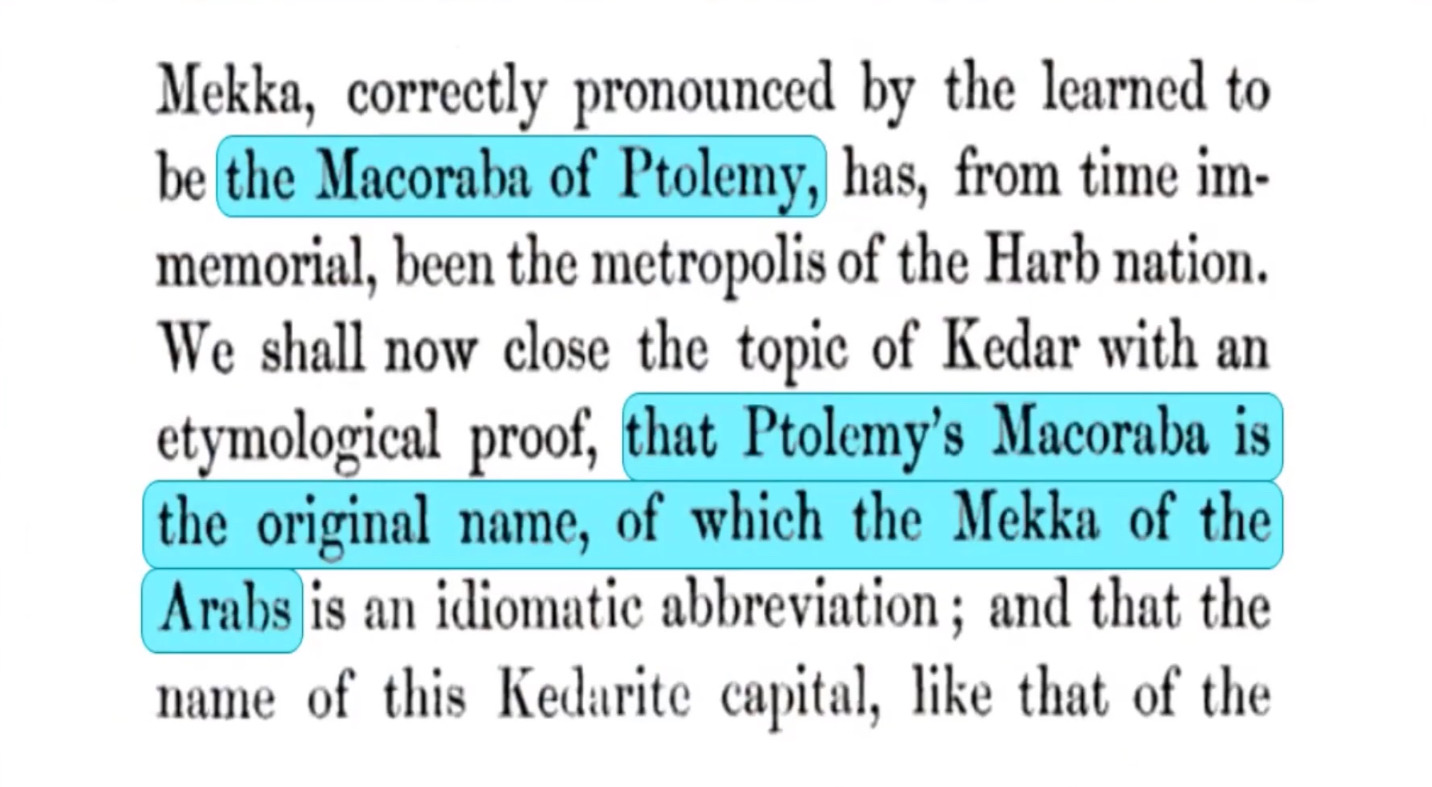 Mekka, correctly pronounced by the learned to
be the Macoraba of Ptolemy, has, from time im-
memorial, been the metropolis of the Harb nation.
We shall now close the topic of Kedar with an
etymological proof, that Ptolemy's Macoraba is
the original name, of which the Mekka of the
Arabs is an idiomatic abbreviation; and that the
name of this Kedarite capital, like that of the